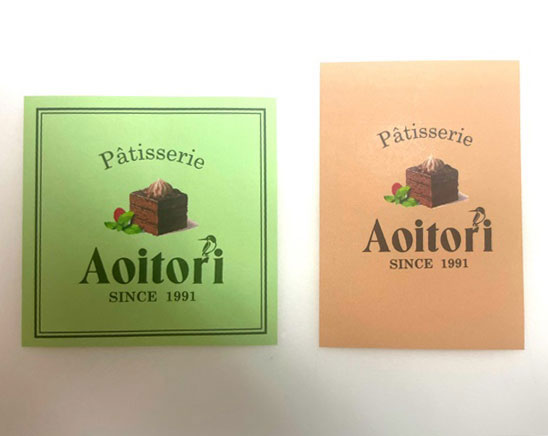 Pâtisserie
Aoitori
SINCE 1991
Pâtisserie
Aoitori
SINCE 1991